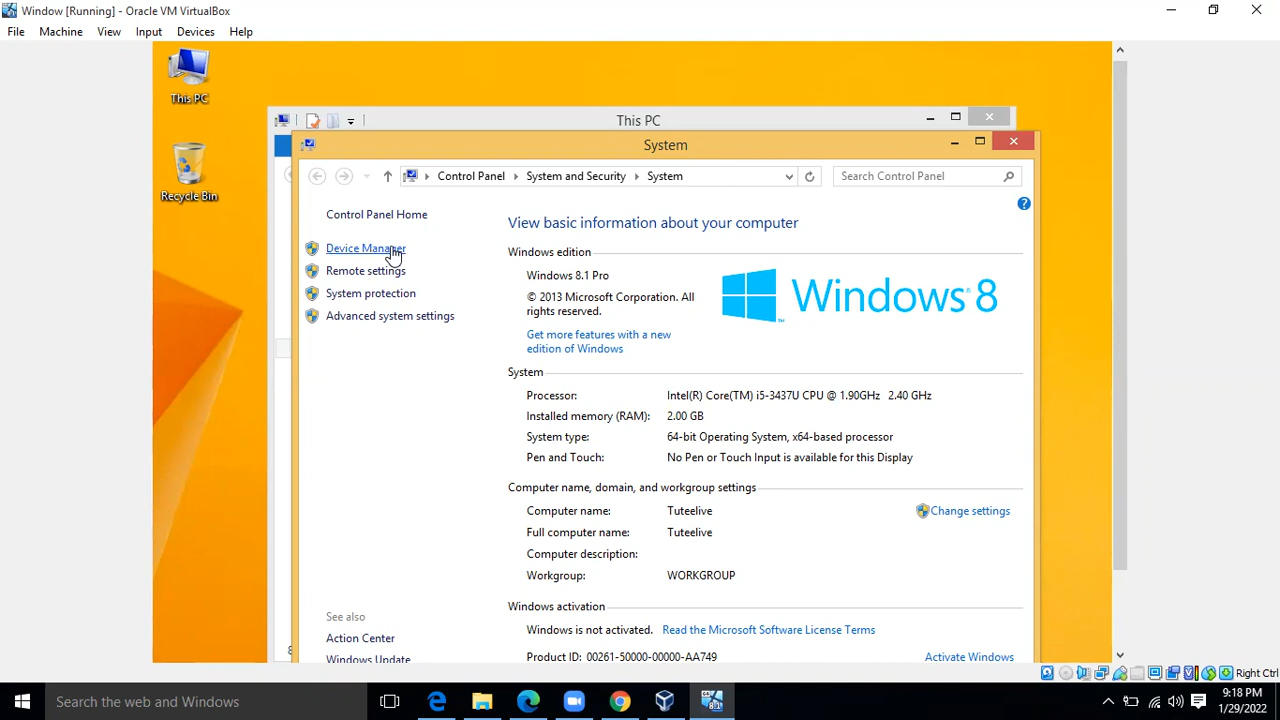 Window [Running] - Oracle VM VirtualBox
File Machine View Input Devices Help
This PC
Recycle Bin
This PC
System
Control Panel System and Security System
Search Control Panel
Control Panel Home
Device Manager
Remote settings
System protection
Advanced system settings
See also
Action Center
Windows Update
View basic information about your computer
Windows edition
Windows 8.1 Pro
© 2013 Microsoft Corporation. All
rights reserved.
Get more features with a new
edition of Windows
Windows 8
System
Processor: Intel(R) Core(TM) i5-3437U CPU @ 1.90GHz 2.40 GHz
Installed memory (RAM): 2.00 GB
System type: 64-bit Operating System, x64-based processor
Pen and Touch: No Pen or Touch Input is available for this Display
Computer name, domain, and workgroup settings
Computer name: Tuteelive
Change settings
Full computer name: Tuteelive
Computer description:
Workgroup: WORKGROUP
Windows activation
Windows is not activated. Read the Microsoft Software License Terms
Product ID: 00261-50000-00000-AA749
Activate Windows
Right Ctrl
Search the web and Windows
9:18 PM
1/29/2022